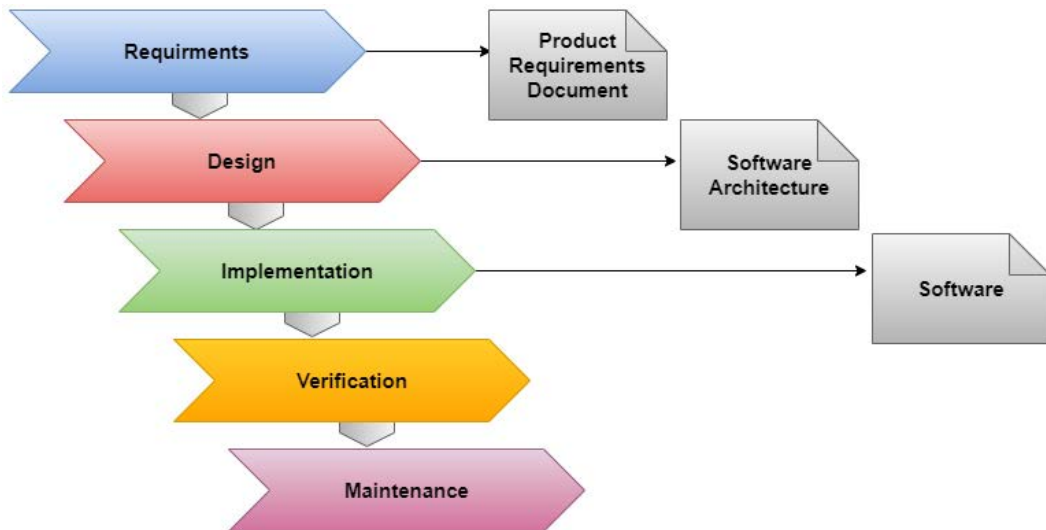 Requirments
Product
Requirements
Document
Design
Software
Architecture
Implementation
Software
Verification
Maintenance